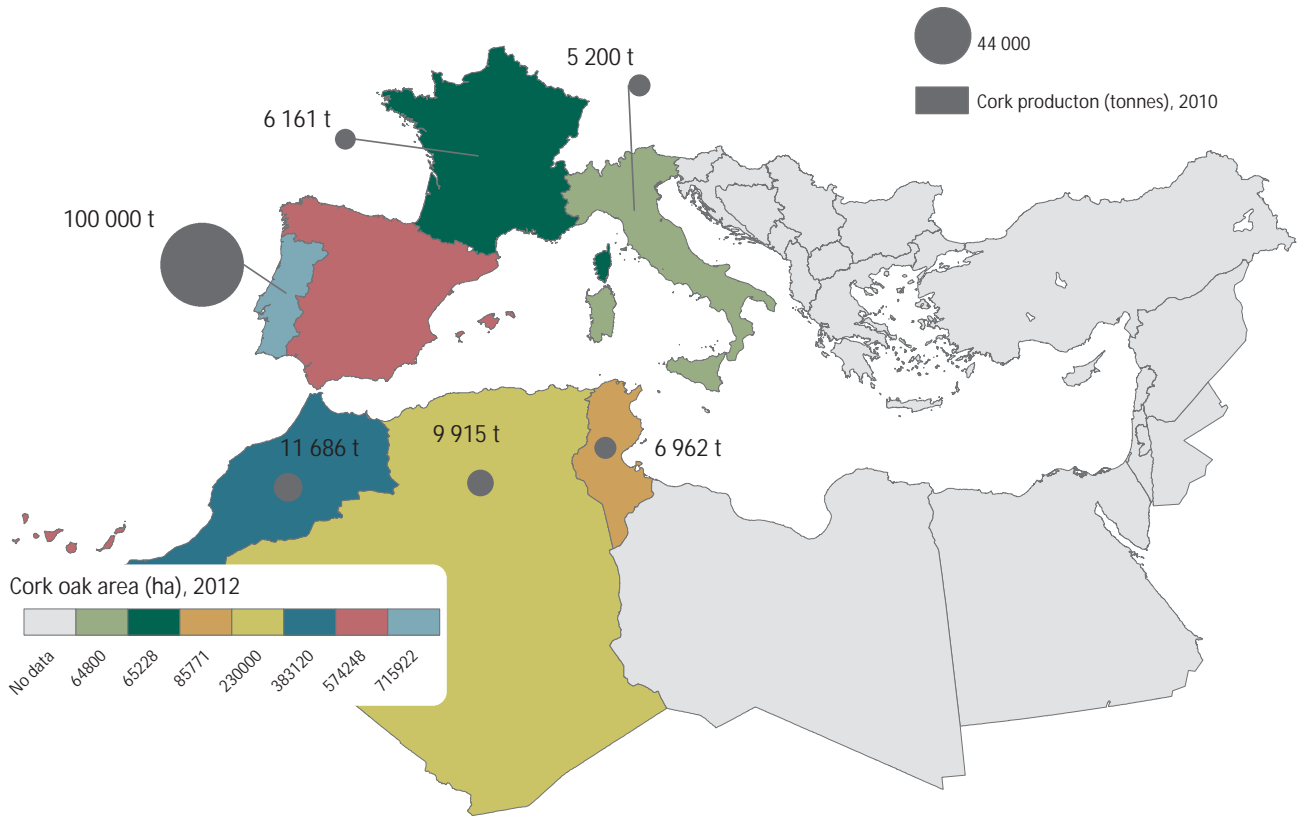 5 200 t
44 000
6 161 t
Cork producton (tonnes), 2010
100 000 t
11 686 t
9 915 t
6 962 t
Cork oak area (ha), 2012
No data
64800
65228
85771
230000
383120
574248
715922